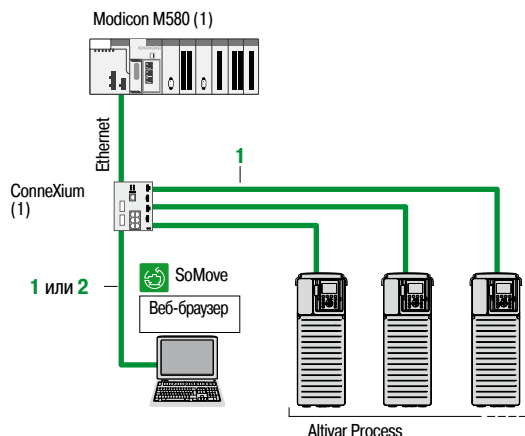 Modicon M580 (1)
Ethernet
1
ConneXium
(1)
SoMove
1 или 2
Веб-браузер
Altivar Process